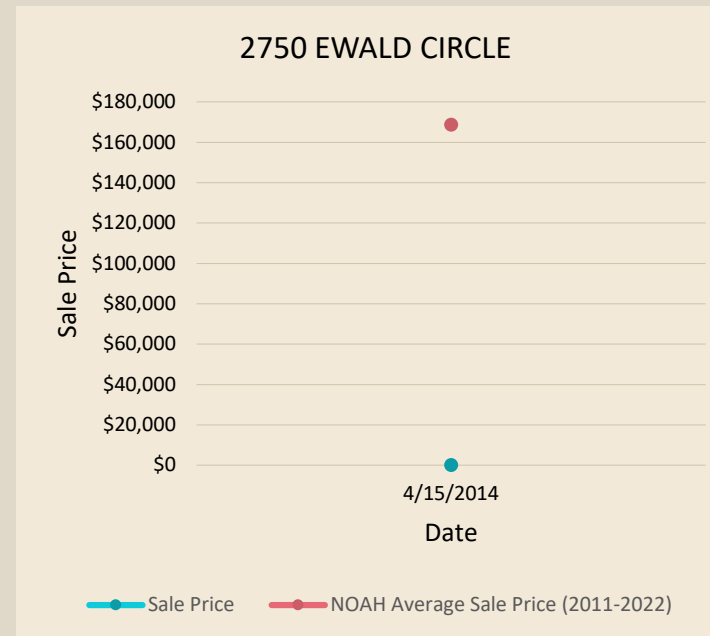 2750 EWALD CIRCLE
$180,000
$160,000
$140,000
$120,000
$100,000
$80,000
$60,000
$40,000
$20,000
$0
Sale Price
4/15/2014
Date
Sale Price
NOAH Average Sale Price (2011-2022)